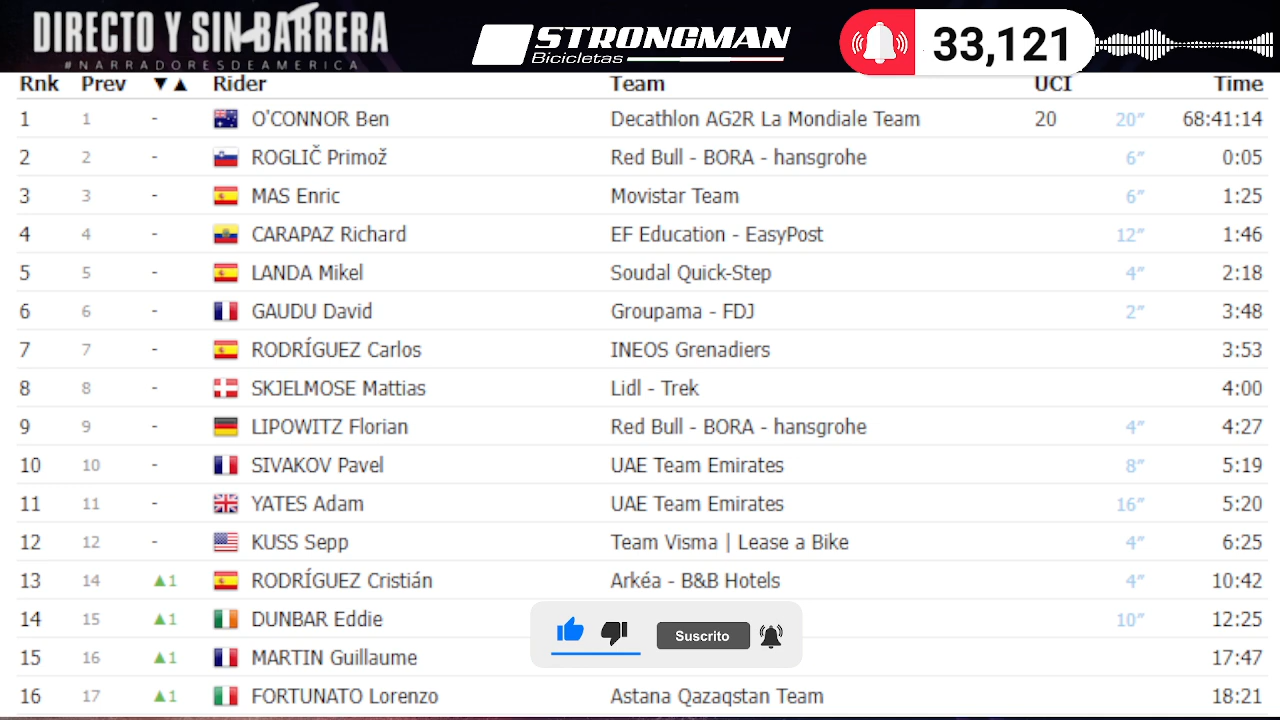 DIRECTO Y SIN BARRERA
#NARRADORESDEAMERICA
STRONGMAN
Bicicletas
33,121
Rnk Prev ▼▲ Rider Team UCI Time
1 1 - O'CONNOR Ben Decathlon AG2R La Mondiale Team 20 20″ 68:41:14
2 2 - ROGLIČ Primož Red Bull - BORA - hansgrohe 6″ 0:05
3 3 - MAS Enric Movistar Team 6″ 1:25
4 4 - CARAPAZ Richard EF Education - EasyPost 12″ 1:46
5 5 - LANDA Mikel Soudal Quick-Step 4″ 2:18
6 6 - GAUDU David Groupama - FDJ 2″ 3:48
7 7 - RODRÍGUEZ Carlos INEOS Grenadiers 3:53
8 8 - SKJELMOSE Mattias Lidl - Trek 4:00
9 9 - LIPOWITZ Florian Red Bull - BORA - hansgrohe 4″ 4:27
10 10 - SIVAKOV Pavel UAE Team Emirates 8″ 5:19
11 11 - YATES Adam UAE Team Emirates 16″ 5:20
12 12 - KUSS Sepp Team Visma | Lease a Bike 4″ 6:25
13 14 ▲1 RODRÍGUEZ Cristián Arkéa - B&B Hotels 4″ 10:42
14 15 ▲1 DUNBAR Eddie 10″ 12:25
Suscrito
15 16 ▲1 MARTIN Guillaume 17:47
16 17 ▲1 FORTUNATO Lorenzo Astana Qazaqstan Team 18:21